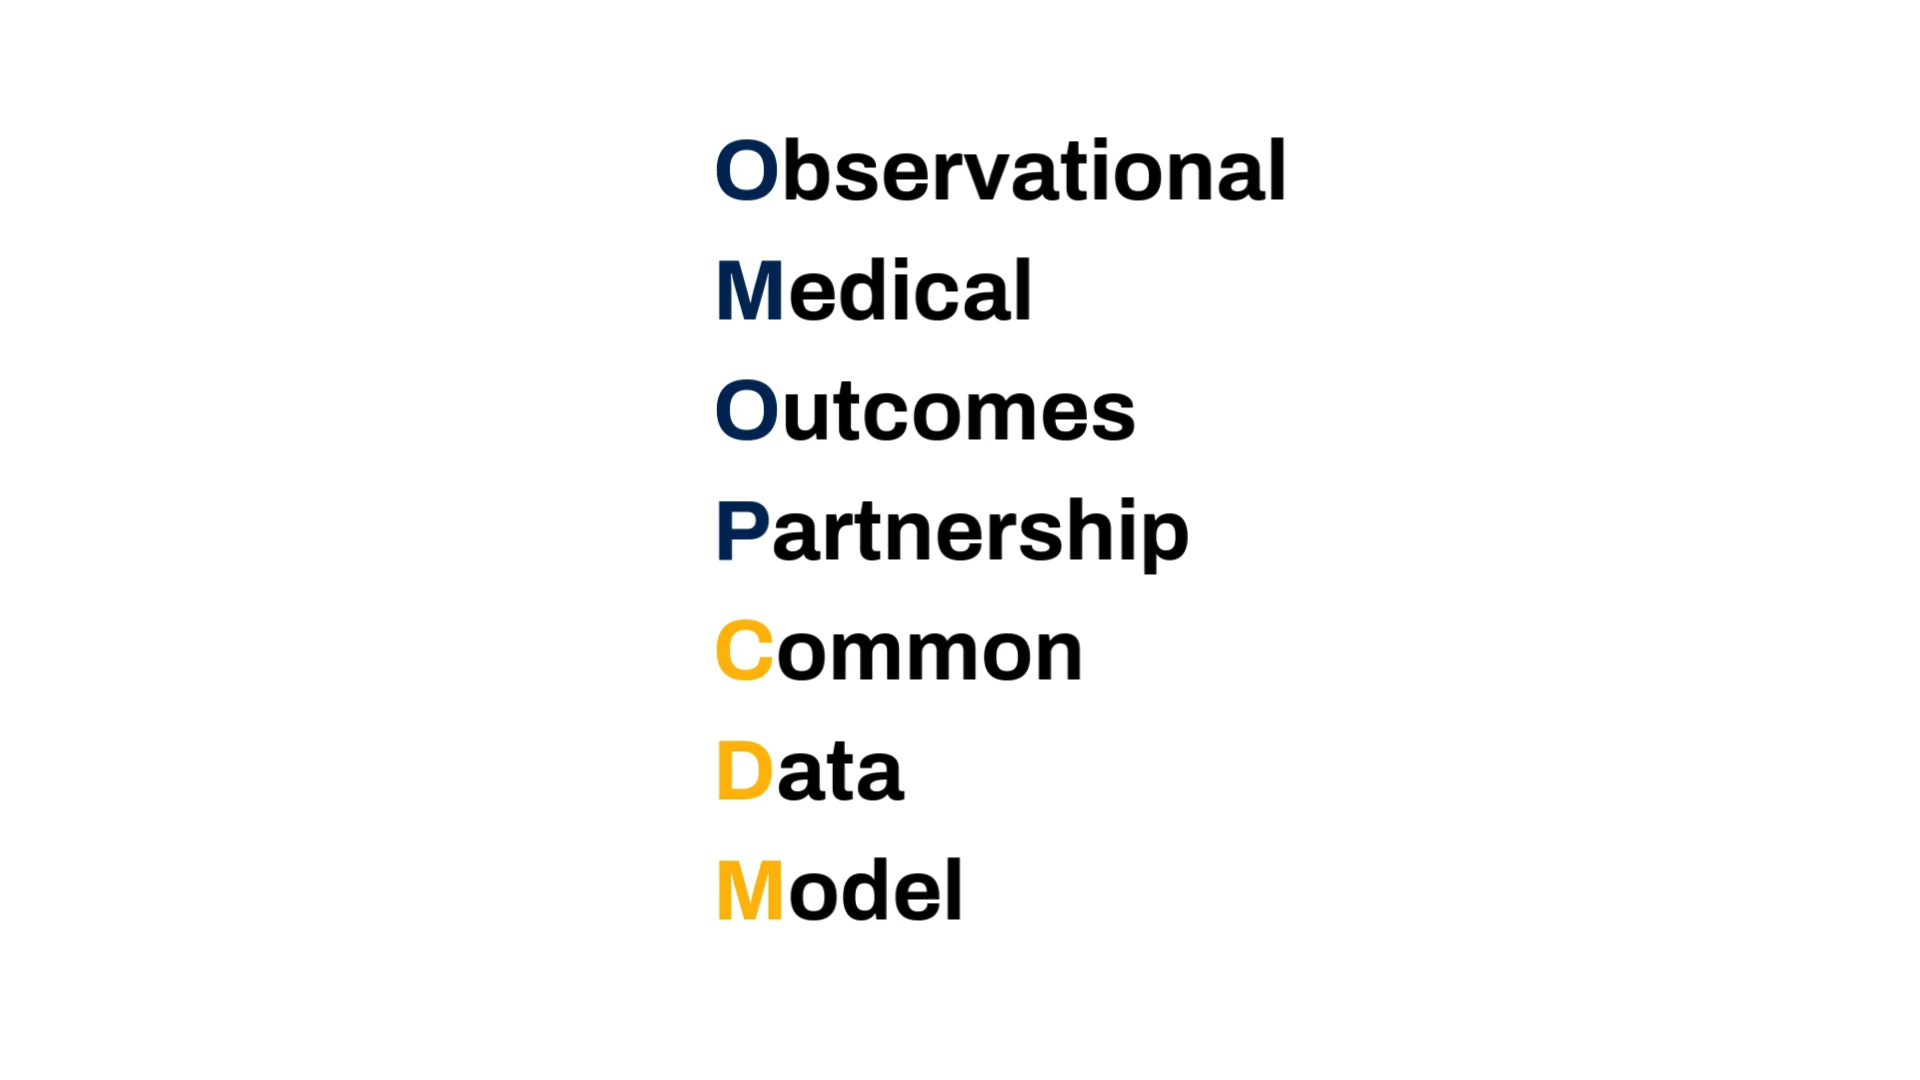 Observational
Medical
Outcomes
Partnership
Common
Data
Model